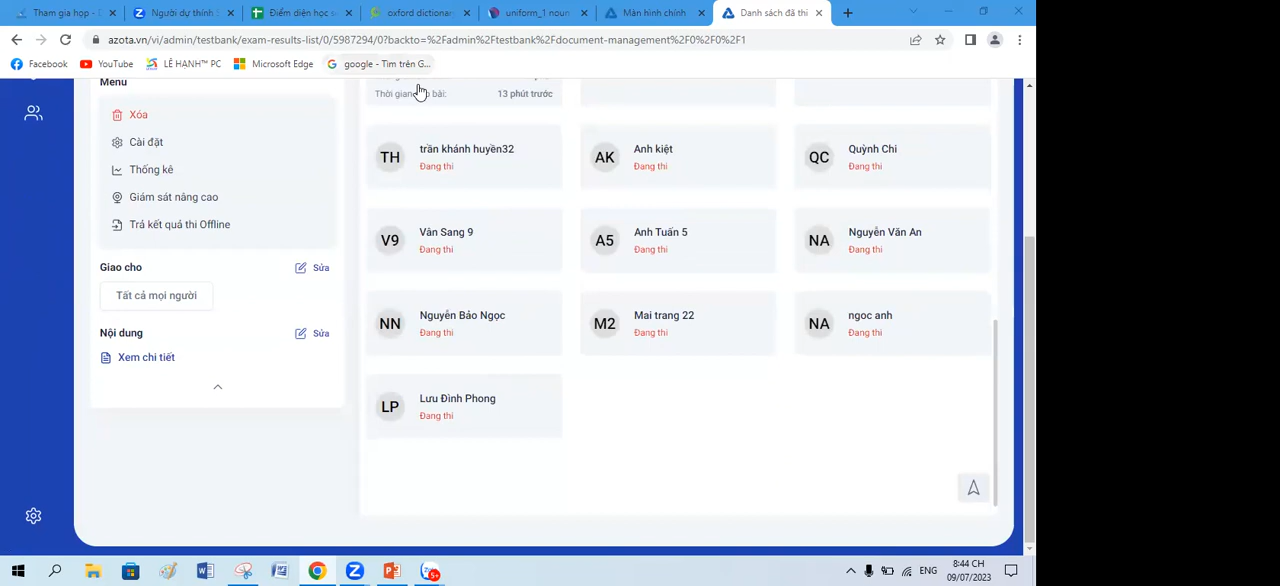 Tham gia họp -
Người dự thính
Điểm diện học s
oxford dictionar
uniform_1 noun
Màn hình chính
Danh sách đã thi
azota.vn/vi/admin/testbank/exam-results-list/0/5987294/0?backto=%2Fadmin%2Ftestbank%2Fdocument-management%2F0%2F0%2F1
Facebook
YouTube
LÊ HẠNH™ PC
Microsoft Edge
google - Tìm trên G...
Menu
Xóa
Cài đặt
Thống kê
Giám sát nâng cao
Trả kết quả thi Offline
Giao cho
Sửa
Tất cả mọi người
Nội dung
Sửa
Xem chi tiết
Thời gian
bài:
13 phút trước
TH
trần khánh huyền32
Đang thi
AK
Anh kiệt
Đang thi
QC
Quỳnh Chi
Đang thi
V9
Văn Sang 9
Đang thi
A5
Anh Tuấn 5
Đang thi
NA
Nguyễn Văn An
Đang thi
NN
Nguyễn Bảo Ngọc
Đang thi
M2
Mai trang 22
Đang thi
NA
ngoc anh
Đang thi
LP
Lưu Đình Phong
Đang thi
ENG
8:44 CH
09/07/2023